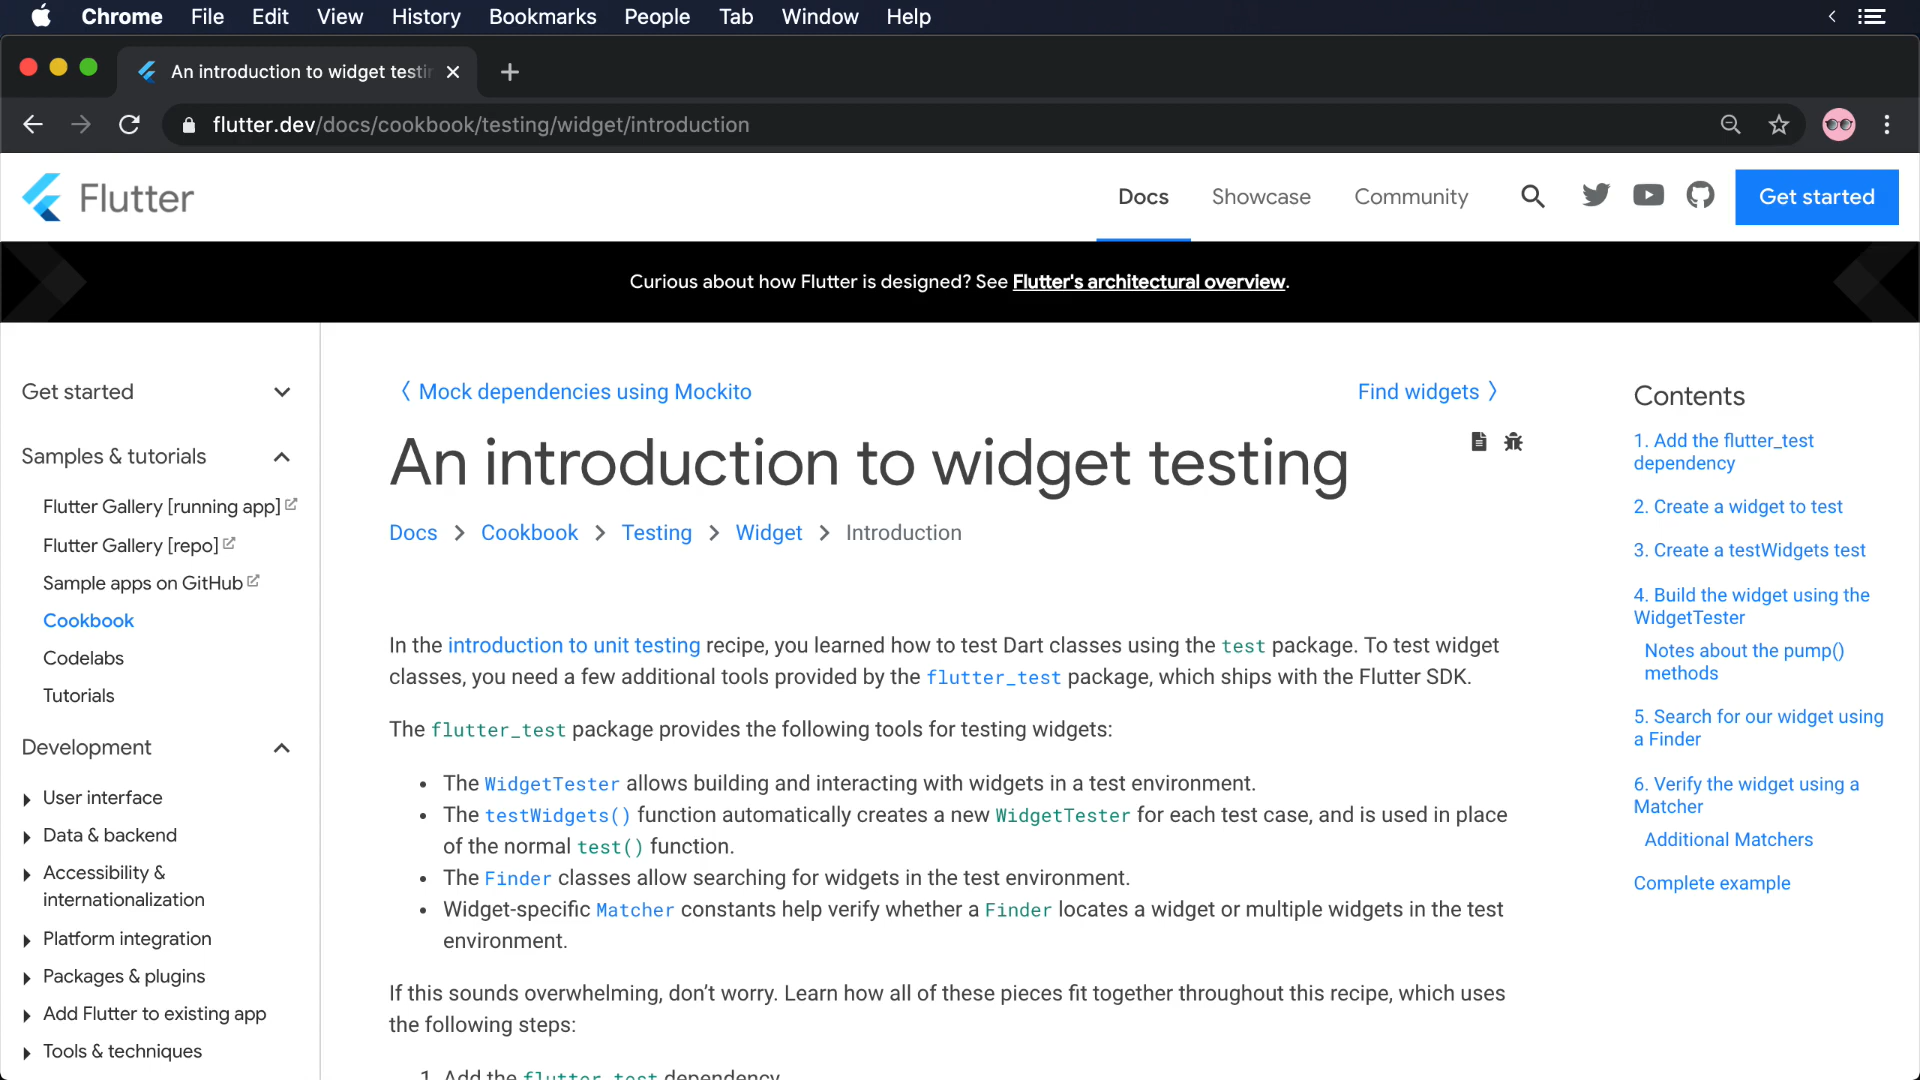 Chrome File Edit View History Bookmarks People Tab Window Help
An introduction to widget testin
flutter.dev/docs/cookbook/testing/widget/introduction
Flutter
Docs Showcase Community Get started
Curious about how Flutter is designed? See Flutter's architectural overview.
Get started
Samples & tutorials
Flutter Gallery [running app]
Flutter Gallery [repo]
Sample apps on GitHub
Cookbook
Codelabs
Tutorials
Development
User interface
Data & backend
Accessibility &
internationalization
Platform integration
Packages & plugins
Add Flutter to existing app
Tools & techniques
Mock dependencies using Mockito
Find widgets
An introduction to widget testing
Docs > Cookbook > Testing > Widget > Introduction
In the introduction to unit testing recipe, you learned how to test Dart classes using the test package. To test widget
classes, you need a few additional tools provided by the flutter_test package, which ships with the Flutter SDK.
The flutter_test package provides the following tools for testing widgets:
• The WidgetTester allows building and interacting with widgets in a test environment.
• The testWidgets() function automatically creates a new WidgetTester for each test case, and is used in place
of the normal test() function.
• The Finder classes allow searching for widgets in the test environment.
• Widget-specific Matcher constants help verify whether a Finder locates a widget or multiple widgets in the test
environment.
If this sounds overwhelming, don’t worry. Learn how all of these pieces fit together throughout this recipe, which uses
the following steps:
1. Add the flutter_test dependency.
Contents
1. Add the flutter_test
dependency
2. Create a widget to test
3. Create a testWidgets test
4. Build the widget using the
WidgetTester
Notes about the pump()
methods
5. Search for our widget using
a Finder
6. Verify the widget using a
Matcher
Additional Matchers
Complete example